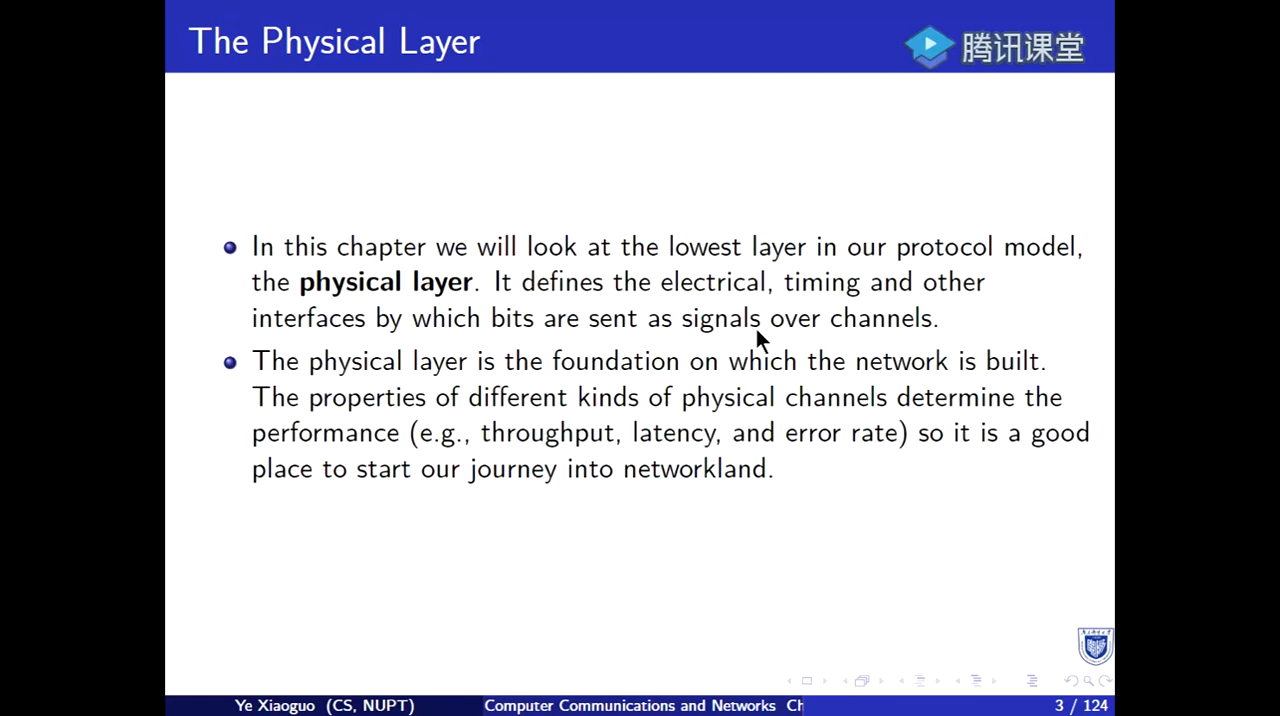 The Physical Layer
腾讯课堂
In this chapter we will look at the lowest layer in our protocol model,
the physical layer. It defines the electrical, timing and other
interfaces by which bits are sent as signals over channels.
The physical layer is the foundation on which the network is built.
The properties of different kinds of physical channels determine the
performance (e.g., throughput, latency, and error rate) so it is a good
place to start our journey into networkland.
Ye Xiaoguo (CS, NUPT)
Computer Communications and Networks Ch
3 / 124